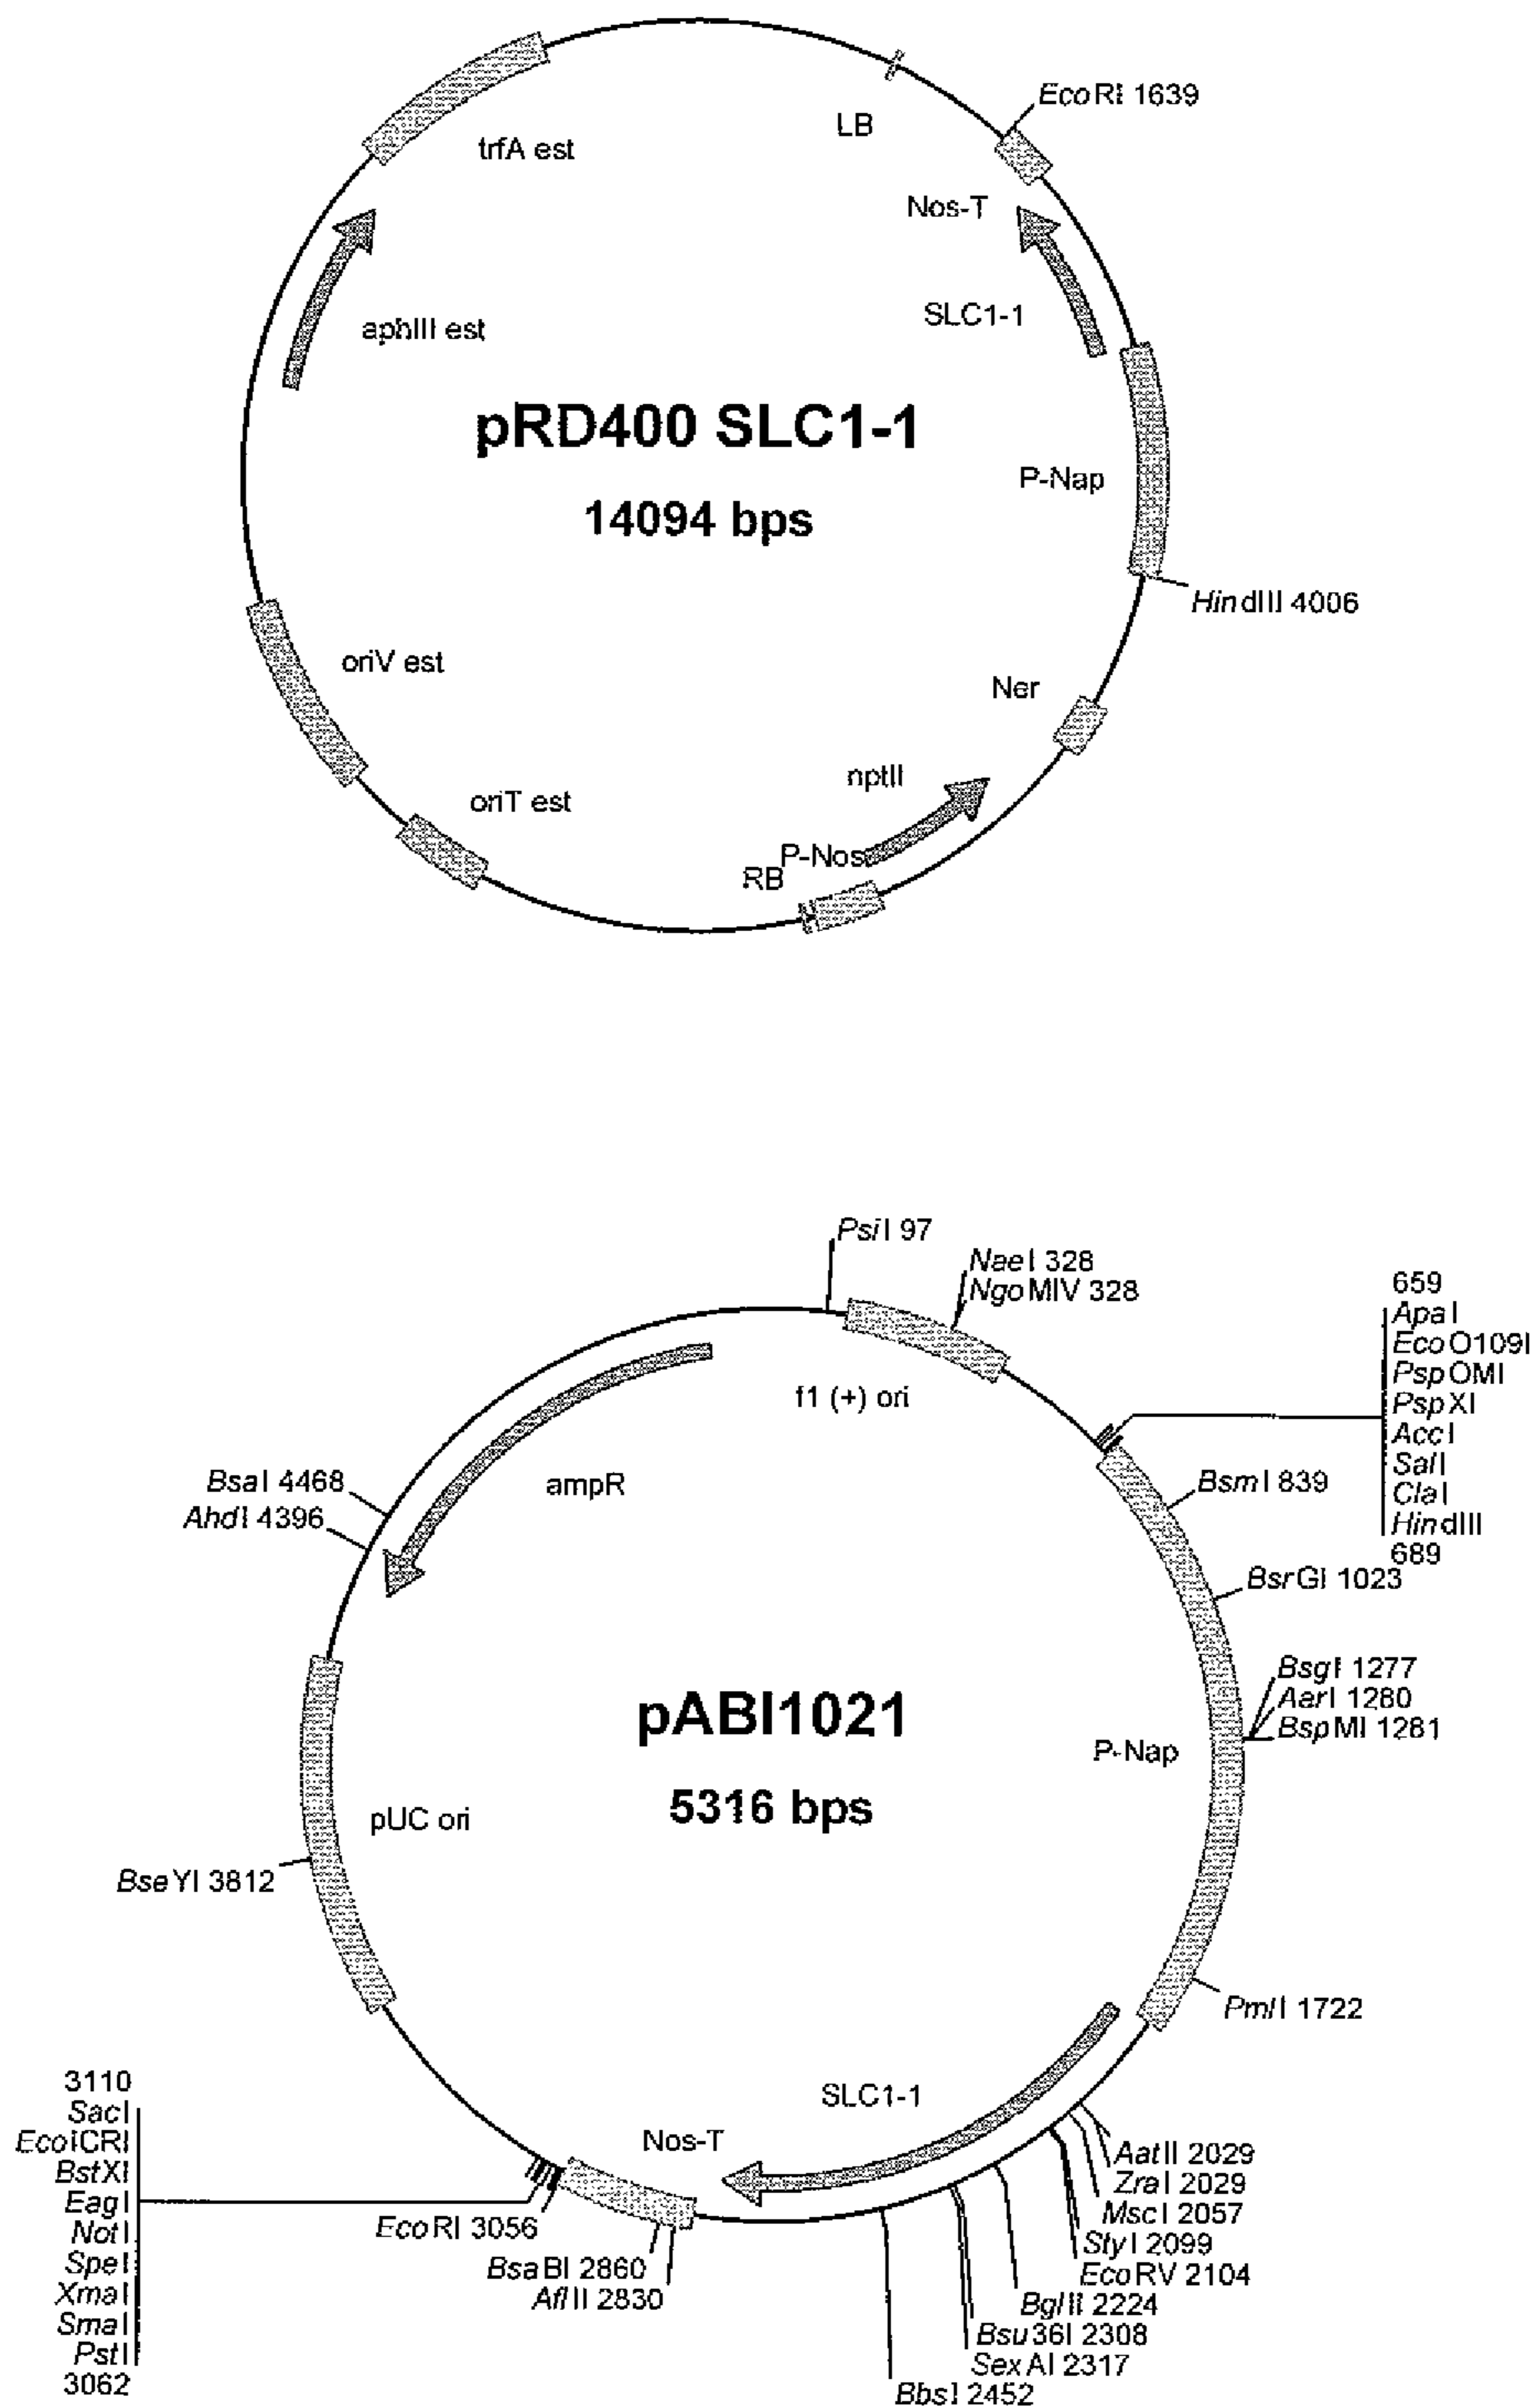 LB
EcoRI 1639
trfA est
Nos-T
aphIII est
SLC1-1
pRD400 SLC1-1
14094 bps
P-Nap
HindIII 4006
oriV est
Ner
nptII
oriT est
P-Nos
RB
PsiI 97
NaeI 328
NgoMIV 328
659
ApaI
EcoO109I
PspOMI
PspXI
AccI
SalI
ClaI
HindIII
689
f1 (+) ori
ampR
BsaI 4468
AhdI 4396
BsmI 839
BsrGI 1023
BsgI 1277
AarI 1280
BspMI 1281
pABI1021
5316 bps
P-Nap
pUC ori
BseYI 3812
PmlI 1722
SLC1-1
Nos-T
3110
SacI
EcoICRI
BstXI
EagI
NotI
SpeI
XmaI
SmaI
PstI
3062
EcoRI 3056
BsaBI 2860
AflII 2830
AatII 2029
ZraI 2029
MscI 2057
StyI 2099
EcoRV 2104
BglII 2224
Bsu36I 2308
SexAI 2317
BbsI 2452